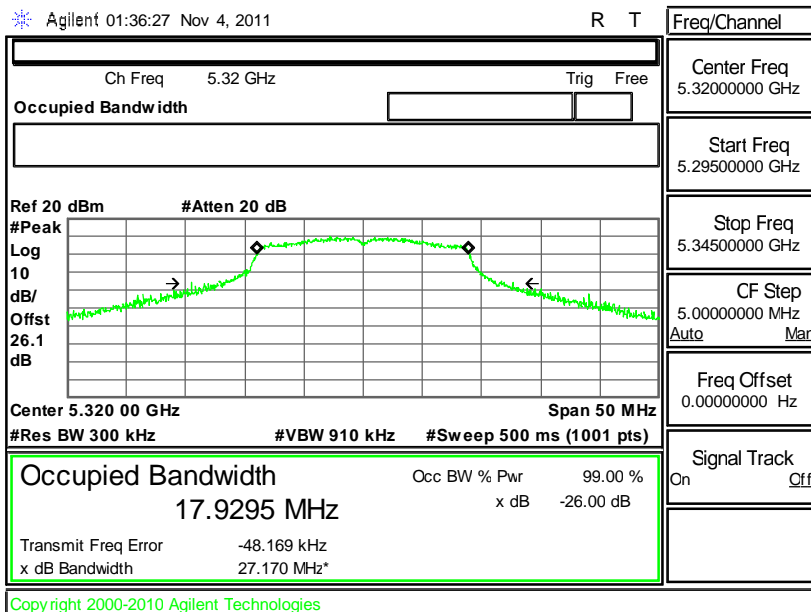 Agilent 01:36:27 Nov 4, 2011 R T
Freq/Channel
Ch Freq 5.32 GHz Trig Free
Occupied Bandwidth
Center Freq
5.32000000 GHz
Start Freq
5.29500000 GHz
Stop Freq
5.34500000 GHz
CF Step
5.00000000 MHz
Auto Man
Freq Offset
0.00000000 Hz
Signal Track
On Off
Ref 20 dBm #Atten 20 dB
#Peak
Log
10
dB/
Offst
26.1
dB
Center 5.320 00 GHz Span 50 MHz
#Res BW 300 kHz #VBW 910 kHz #Sweep 500 ms (1001 pts)
Occupied Bandwidth
17.9295 MHz
Occ BW % Pwr 99.00 %
x dB -26.00 dB
Transmit Freq Error -48.169 kHz
x dB Bandwidth 27.170 MHz*
Copyright 2000-2010 Agilent Technologies